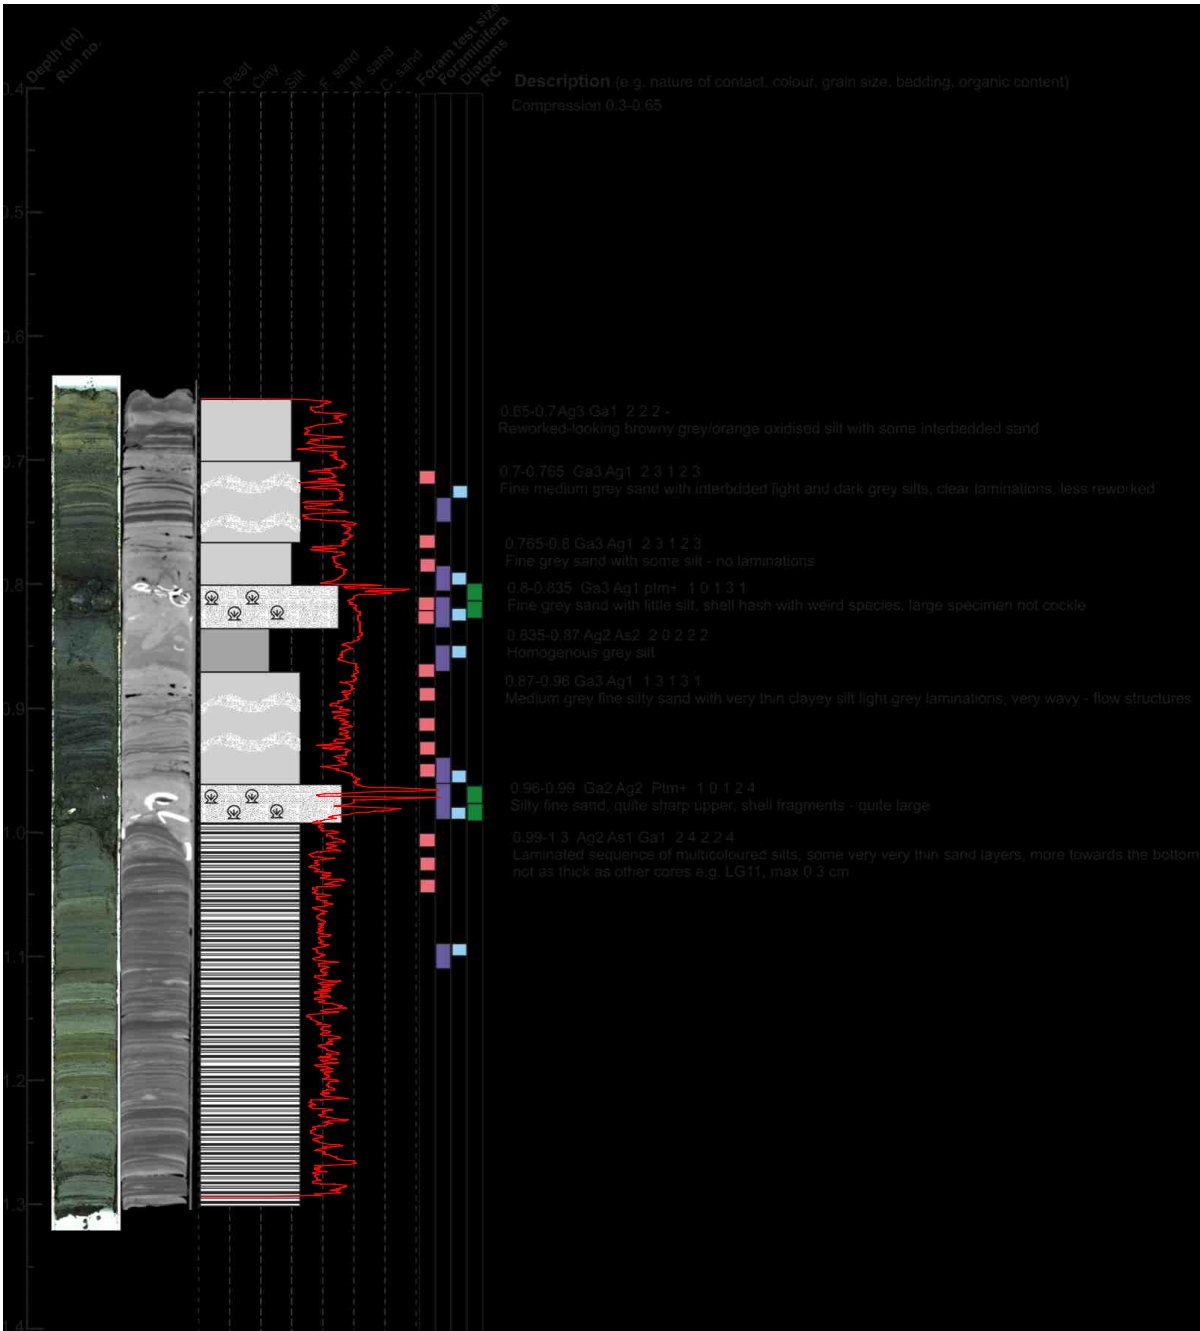 Depth (m)
Run no.
Peat
Clay
Silt
F. sand
M. sand
C. sand
Foram test size
Foraminifera
Diatoms
RC
Description (e.g. nature of contact, colour, grain size, bedding, organic content)
Compression 0.3-0.65
0.4
0.5
0.6
0.7
0.8
0.9
1.0
1.1
1.2
1.3
1.4
0.65-0.7Ag3 Ga1 2 2 2 -
Reworked-looking browny grey/orange oxidised silt with some interbedded sand
0.7-0.765 Ga3 Ag1 2 3 1 2 3
Fine medium grey sand with interbdded light and dark grey silts, clear laminations, less reworked
0.765-0.8 Ga3 Ag1 2 3 1 2 3
Fine grey sand with some silt - no laminations
0.8-0.835 Ga3 Ag1 ptm+ 1 0 1 3 1
Fine grey sand with little silt, shell hash with weird species, large specimen not cockle
0.835-0.87 Ag2 As2 2 0 2 2 2
Homogenous grey silt
0.87-0.96 Ga3 Ag1 1 3 1 3 1
Medium grey fine silty sand with very thn clayey silt light grey laminations, very wavy - flow structures
0.96-0.99 Ga2 Ag2 Ptm+ 1 0 1 2 4
Silty fine sand, quite sharp upper, shell fragments - quite large
0.99-1.3 Ag2 As1 Ga1 2 4 2 2 4
Laminated sequence of multicoloured silts, some very very thin sand layers, more towards the bottom
not as thick as other cores e.g. LG11, max 0.3 cm